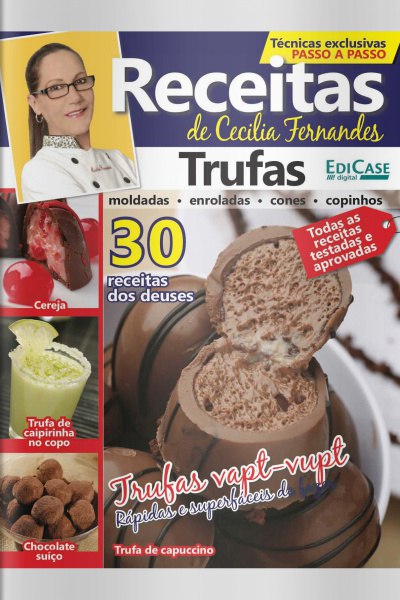 Técnicas exclusivas
PASSO A PASSO
Receitas
de Cecilia Fernandes
Trufas
EDICASE
digital
moldadas • enroladas • cones • copinhos
30
receitas
dos deuses
Todas as
receitas
testadas e
aprovadas
Cereja
Trufa de
caipirinha
no copo
Chocolate
suíço
Trufas vapt-vupt
Rápidas e superfáceis de fazer
Trufa de capuccino